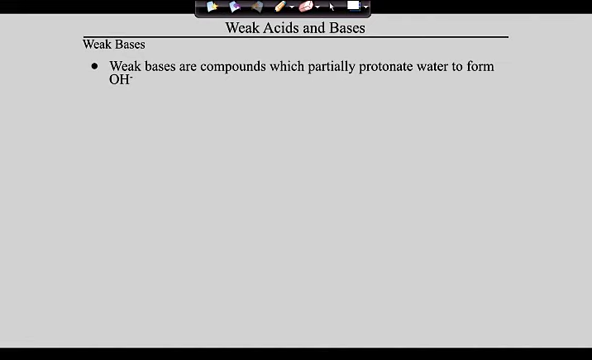 Weak Acids and Bases
Weak Bases
● Weak bases are compounds which partially protonate water to form
OH⁻